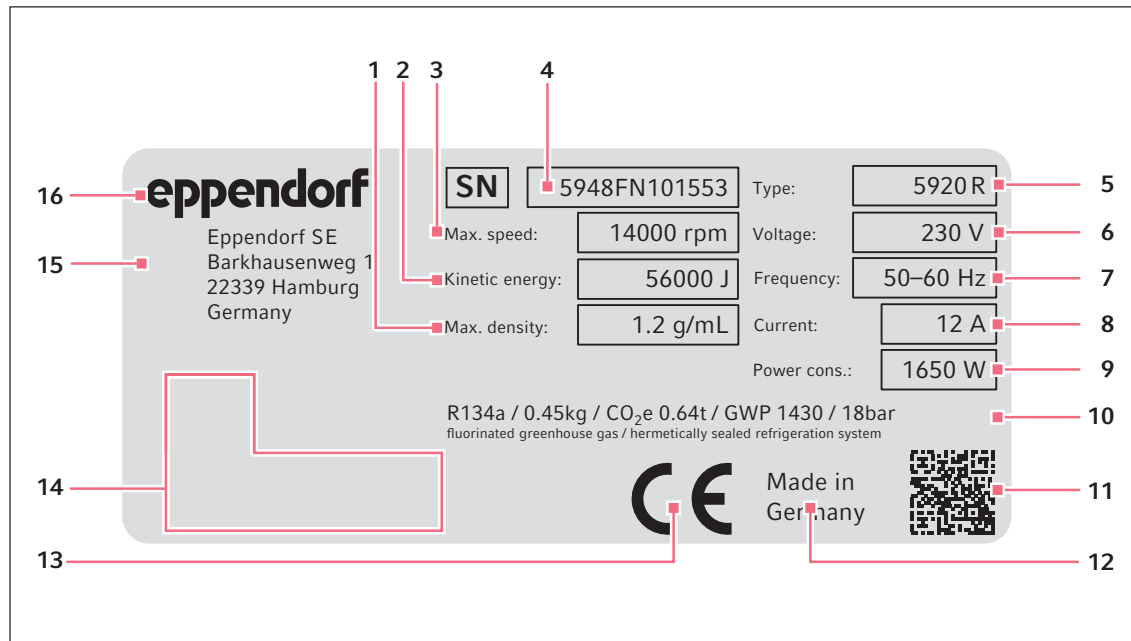 1 2 3 4
16 eppendorf SN 5948FN101553 Type: 5920 R 5
15 Eppendorf SE Max. speed: 14000 rpm Voltage: 230 V 6
Barkhausenweg 1
22339 Hamburg Kinetic energy: 56000 J Frequency: 50–60 Hz 7
Germany Max. density: 1.2 g/mL Current: 12 A 8
Power cons.: 1650 W 9
R134a / 0.45kg / CO₂e 0.64t / GWP 1430 / 18bar 10
fluorinated greenhouse gas / hermetically sealed refrigeration system
14 CE Made in 11
Germany
13 12